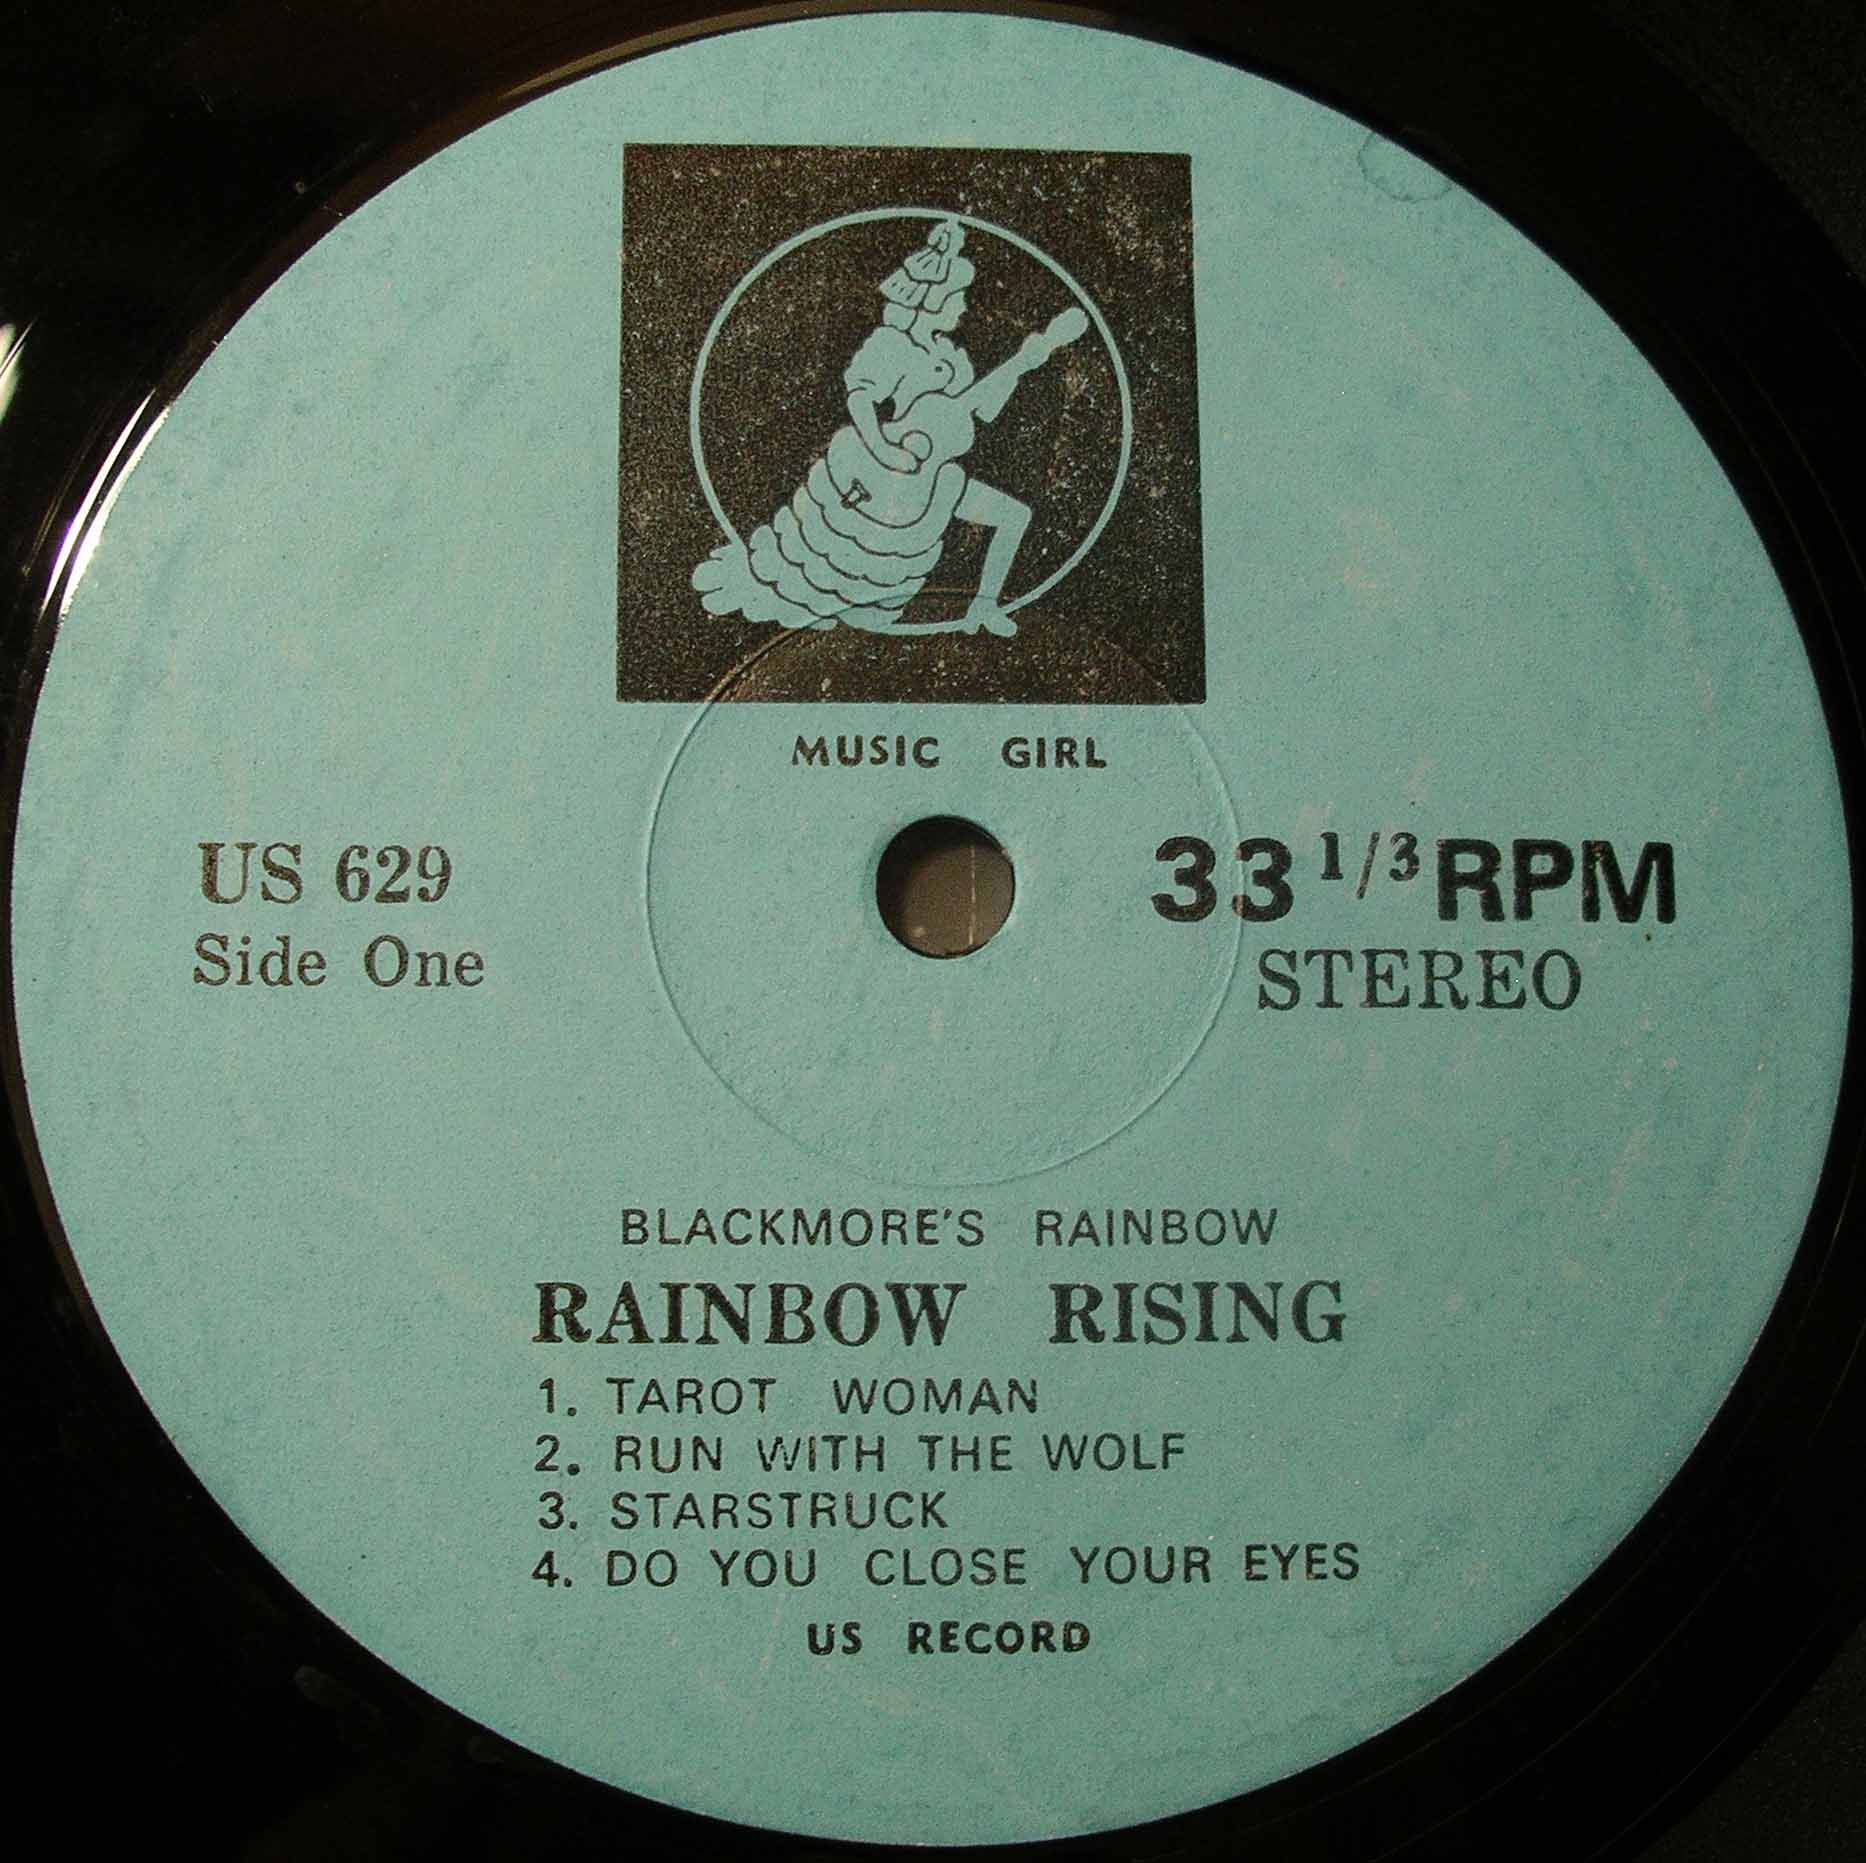 MUSIC GIRL
US 629
Side One
33 1/3 RPM
STEREO
BLACKMORE'S RAINBOW
RAINBOW RISING
1. TAROT WOMAN
2. RUN WITH THE WOLF
3. STARSTRUCK
4. DO YOU CLOSE YOUR EYES
US RECORD